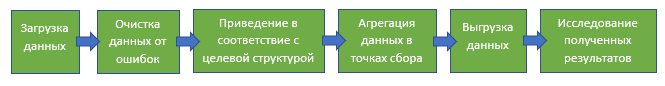 Загрузка
данных
Очистка
данных от
ошибок
Приведение в
соответствие с
целевой структурой
Агрегация
данных в
точках сбора
Выгрузка
данных
Исследование
полученных
результатов